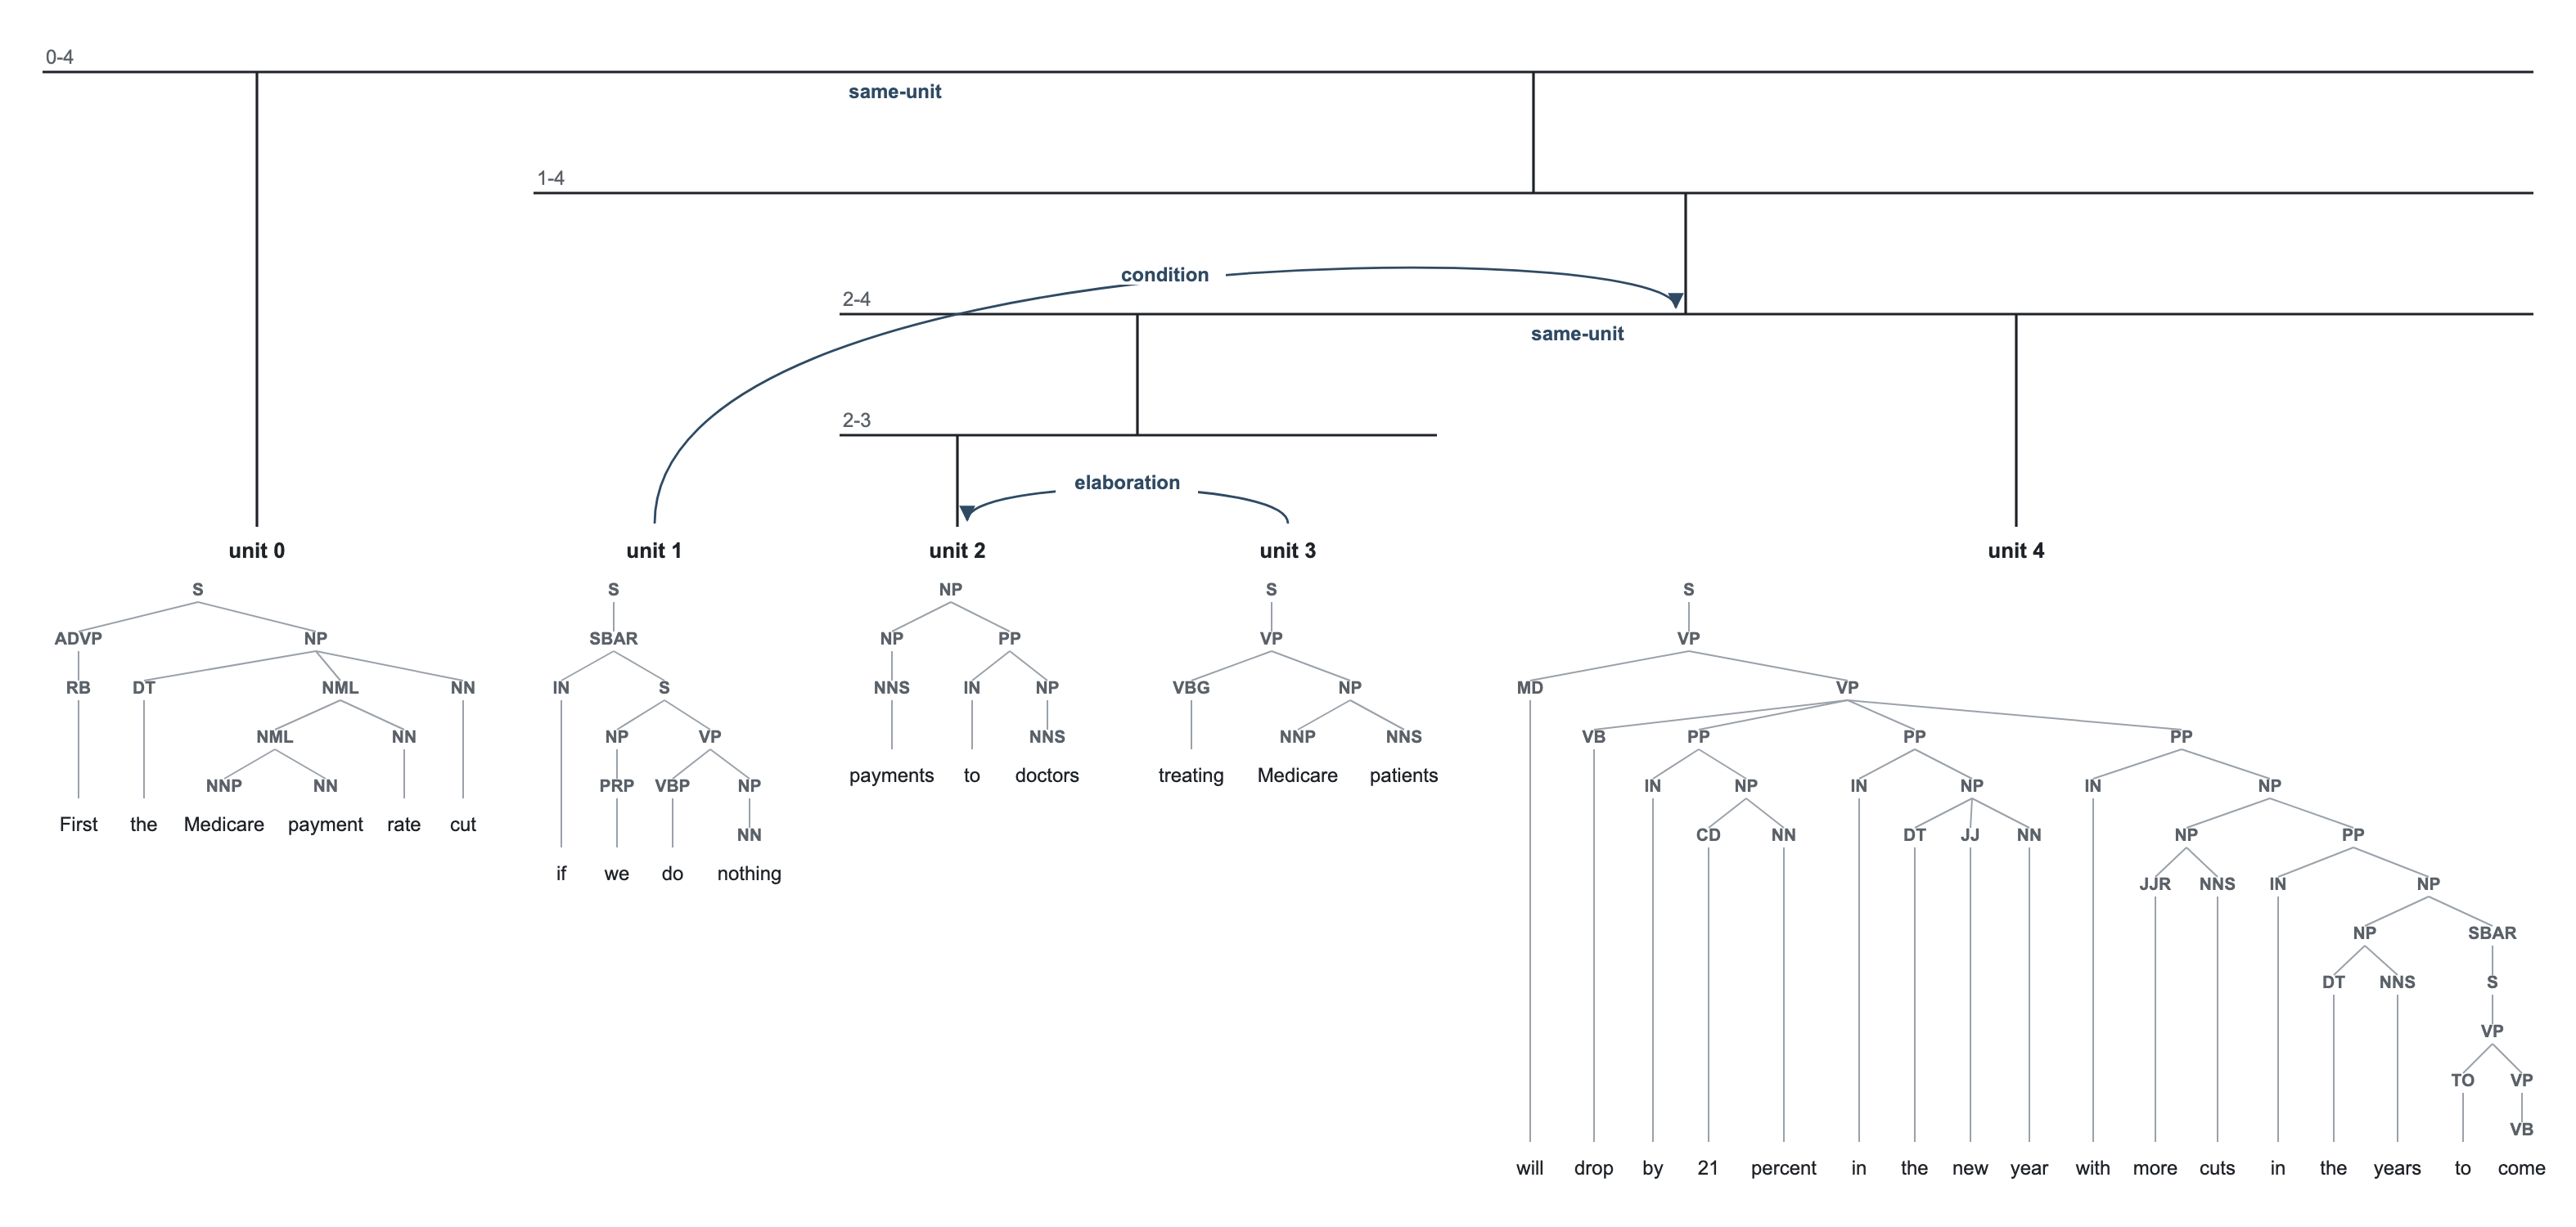 0-4
same-unit
1-4
condition
2-4
same-unit
2-3
elaboration
unit 0 unit 1 unit 2 unit 3 unit 4
S S NP S S
ADVP NP SBAR NP PP VP VP
RB DT NML NN IN S NNS IN NP VBG NP MD VP
NML NN NP VP NNS NNP NNS VB PP PP PP
NNP NN PRP VBP NP IN NP IN NP IN NP
payments to doctors treating Medicare patients
First the Medicare payment rate cut
NN CD NN DT JJ NN NP PP
if we do nothing
JJR NNS IN NP
NP SBAR
DT NNS S
VP
TO VP
VB
will drop by 21 percent in the new year with more cuts in the years to come